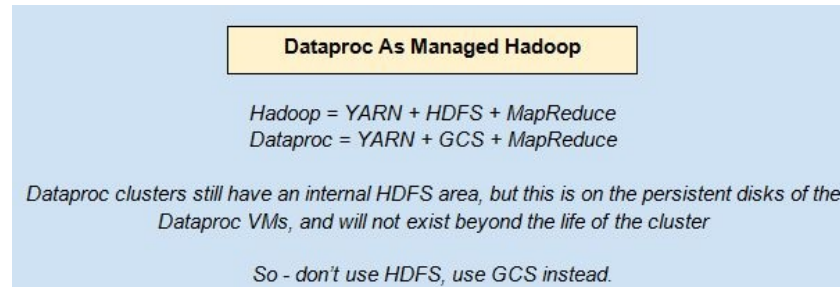 Dataproc As Managed Hadoop
Hadoop = YARN + HDFS + MapReduce
Dataproc = YARN + GCS + MapReduce
Dataproc clusters still have an internal HDFS area, but this is on the persistent disks of the
Dataproc VMs, and will not exist beyond the life of the cluster
So - don't use HDFS, use GCS instead.